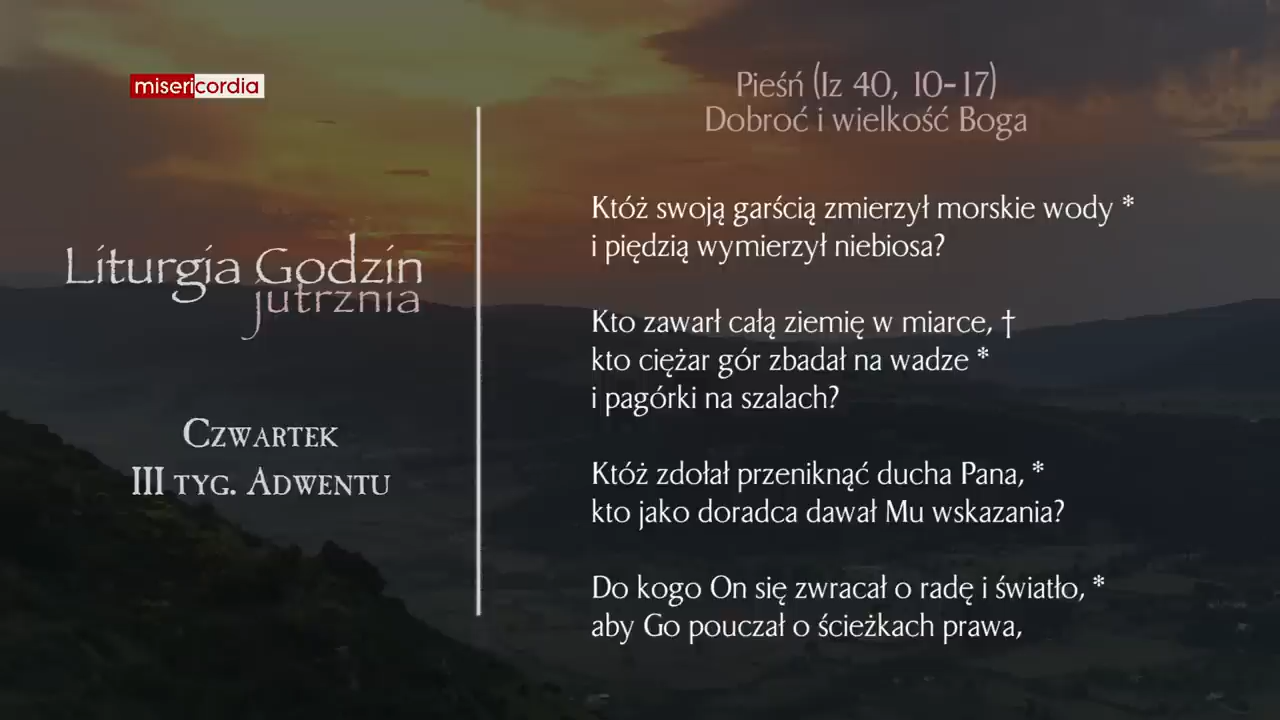 misericordia
Liturgia Godzin
jutrznia
Czwartek
III tyg. Adwentu
Pieśń (Iz 40, 10-17)
Dobroć i wielkość Boga
Któż swoją garścią zmierzył morskie wody *
i piędzią wymierzył niebiosa?
Kto zawarł całą ziemię w miarce, †
kto ciężar gór zbadał na wadze *
i pagórki na szalach?
Któż zdołał przeniknąć ducha Pana, *
kto jako doradca dawał Mu wskazania?
Do kogo On się zwracał o radę i światło, *
aby Go pouczał o ścieżkach prawa,